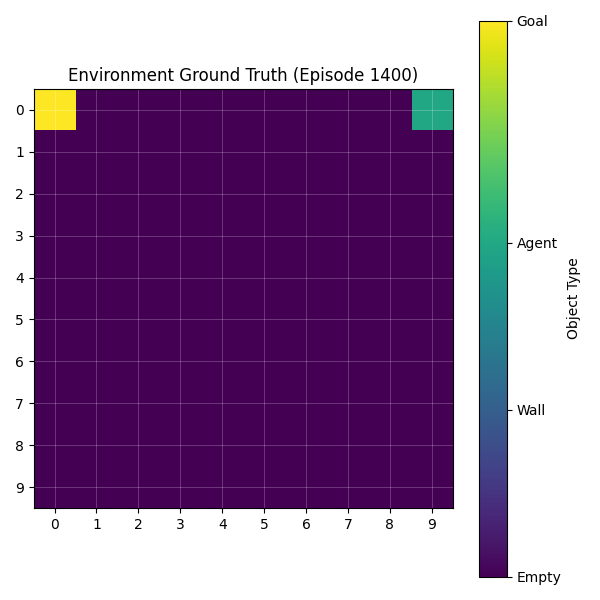 Environment Ground Truth (Episode 1400)
0
1
2
3
4
5
6
7
8
9
0 1 2 3 4 5 6 7 8 9
Goal
Agent
Wall
Empty
Object Type